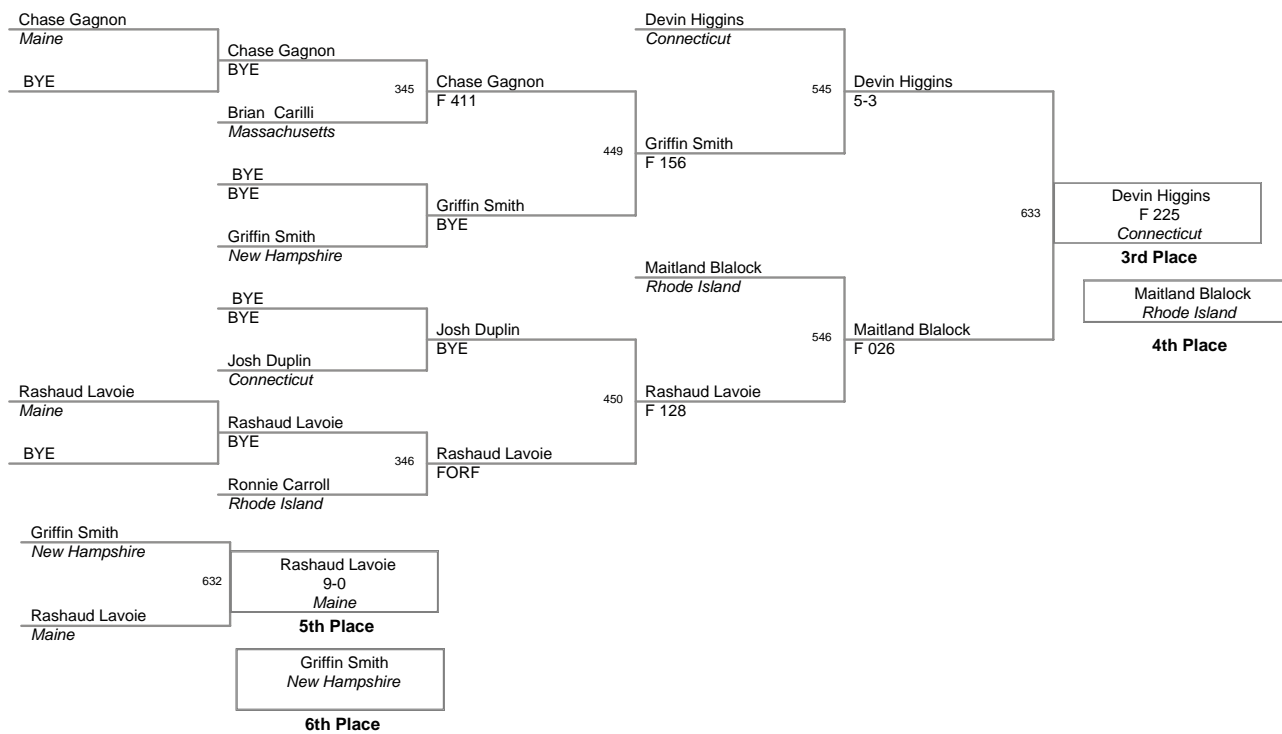 Chase Gagnon
Maine
BYE
Chase Gagnon
BYE
345
Brian  Carilli
Massachusetts
Chase Gagnon
F 411
BYE
BYE
Griffin Smith
New Hampshire
Griffin Smith
BYE
449
Devin Higgins
Connecticut
Griffin Smith
F 156
545
Devin Higgins
5-3
BYE
BYE
Josh Duplin
Connecticut
Josh Duplin
BYE
Rashaud Lavoie
Maine
BYE
Rashaud Lavoie
BYE
346
Ronnie Carroll
Rhode Island
Rashaud Lavoie
FORF
450
Maitland Blalock
Rhode Island
Rashaud Lavoie
F 128
546
Maitland Blalock
F 026
633
Devin Higgins
F 225
Connecticut
3rd Place
Maitland Blalock
Rhode Island
4th Place
Griffin Smith
New Hampshire
632
Rashaud Lavoie
Maine
Rashaud Lavoie
9-0
Maine
5th Place
Griffin Smith
New Hampshire
6th Place